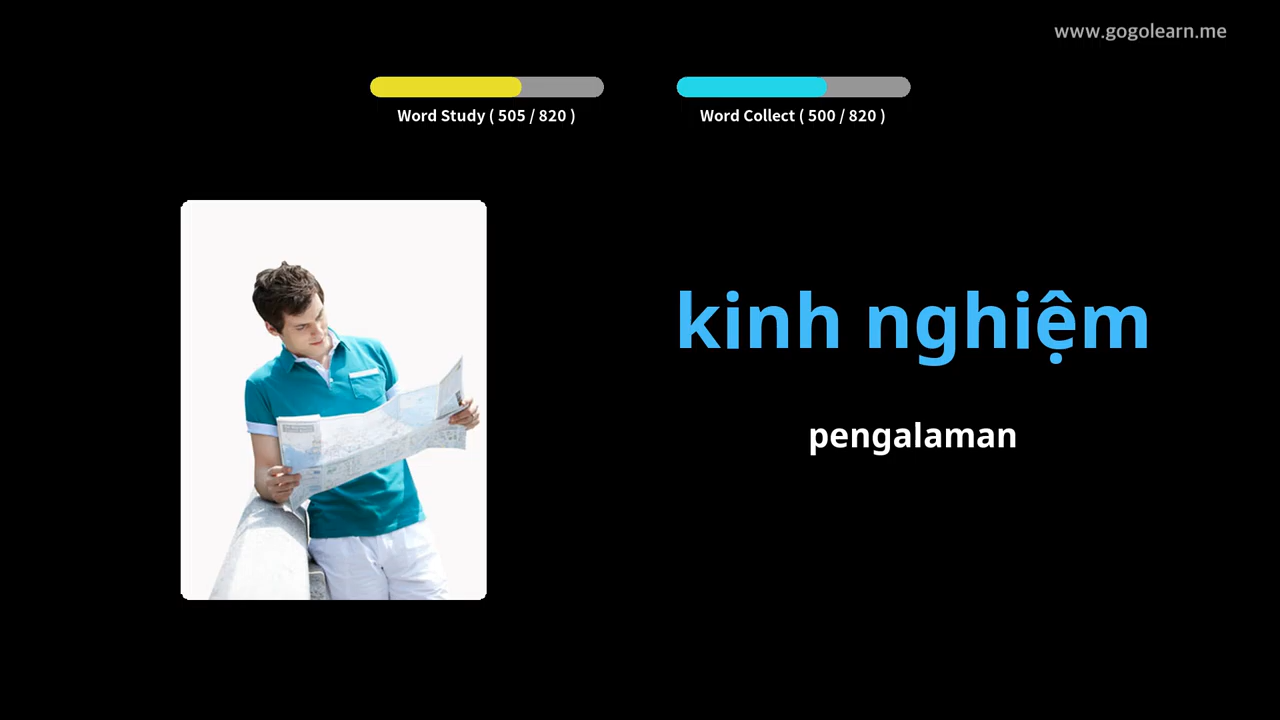 www.gogolearn.me
Word Study ( 505 / 820 )
Word Collect ( 500 / 820 )
kinh nghiệm
pengalaman